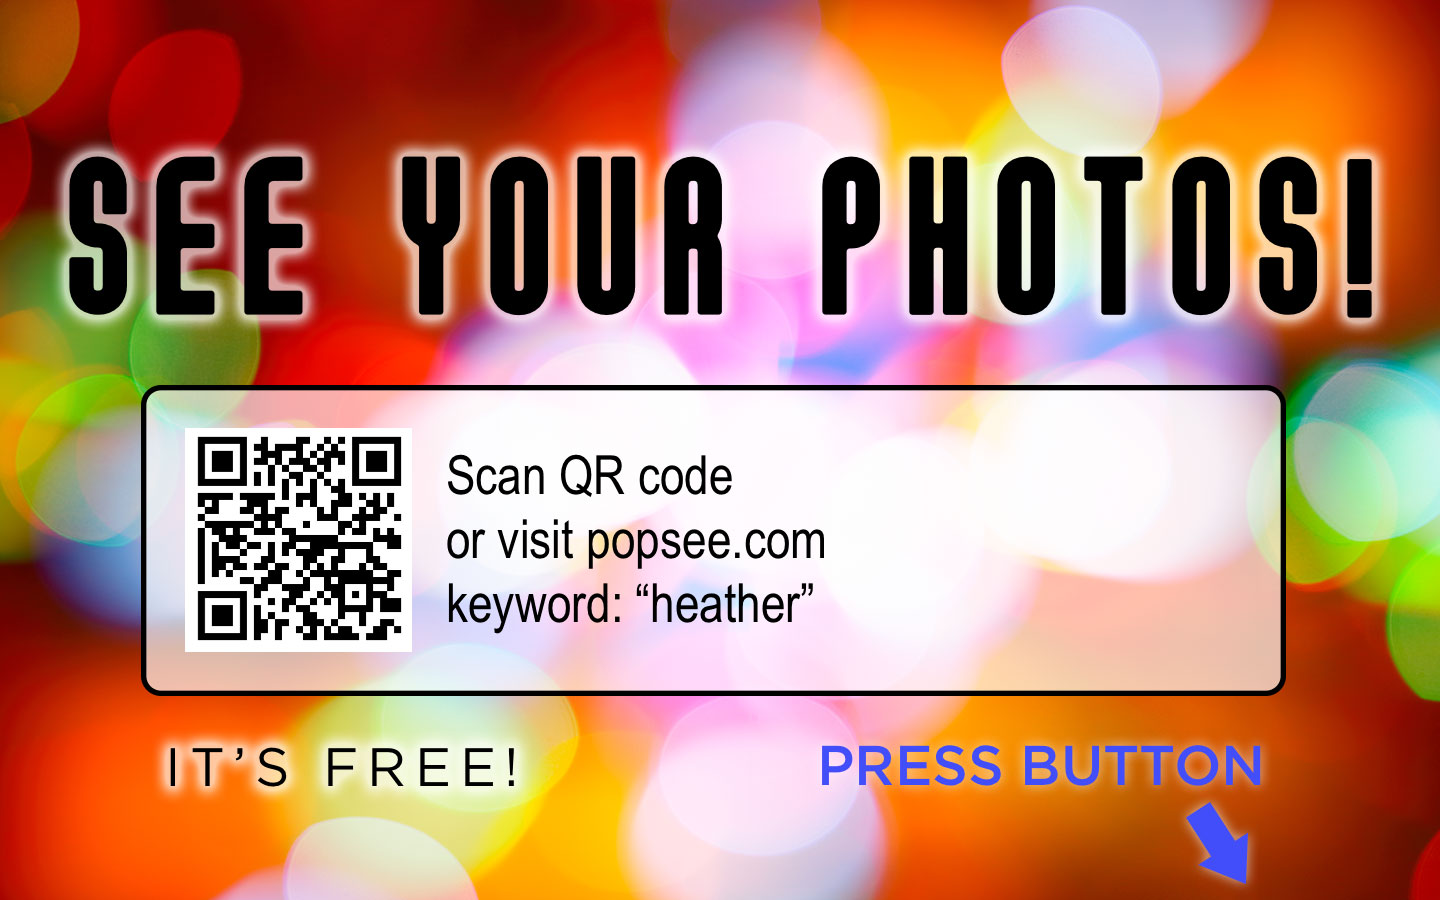 SEE YOUR PHOTOS!
Scan QR code
or visit popsee.com
keyword: “heather”
IT’S FREE!
PRESS BUTTON